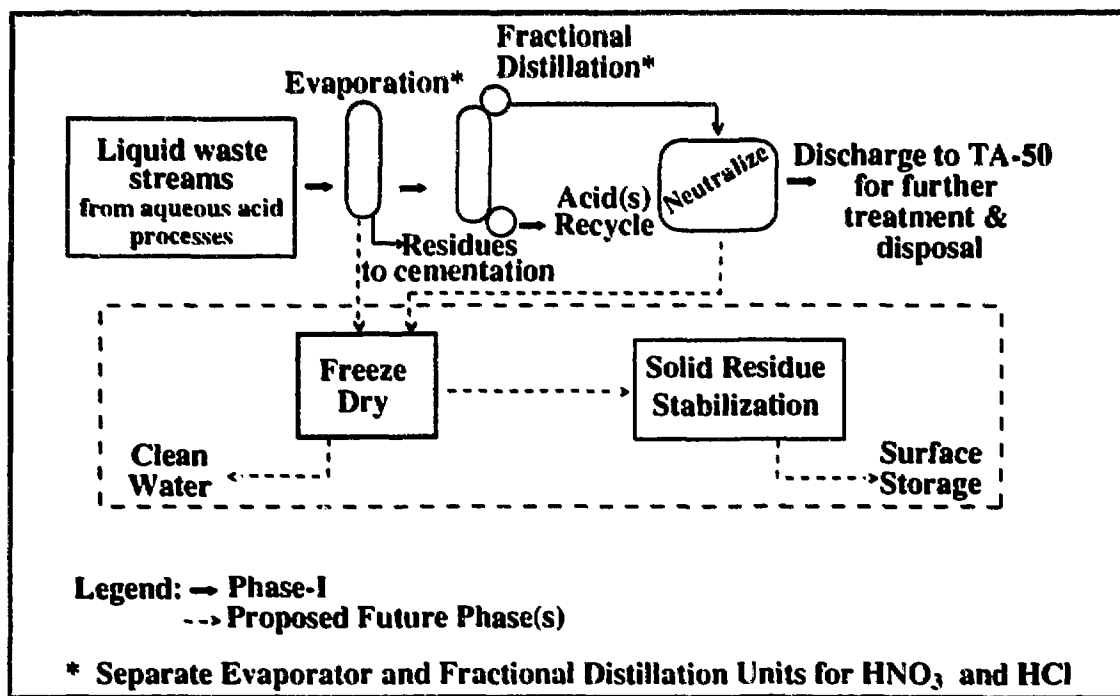 Fractional
Distillation*
Evaporation*
Liquid waste
streams
from aqueous acid
processes
Acid(s)
Recycle
Neutralize
Discharge to TA-50
for further
treatment &
disposal
Residues
to cementation
Freeze
Dry
Solid Residue
Stabilization
Clean
Water
Surface
Storage
Legend: → Phase-I
--> Proposed Future Phase(s)
* Separate Evaporator and Fractional Distillation Units for HNO₃ and HCl